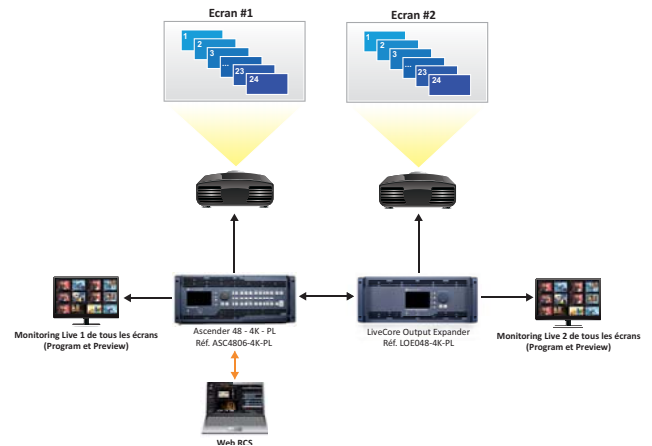 Ecran #1
Ecran #2
1
2
3
...
23
24
1
2
3
...
23
24
Monitoring Live 1 de tous les écrans
(Program et Preview)
Ascender 48 - 4K - PL
Réf. ASC4806-4K-PL
LiveCore Output Expander
Réf. LOE048-4K-PL
Monitoring Live 2 de tous les écrans
(Program et Preview)
Web RCS